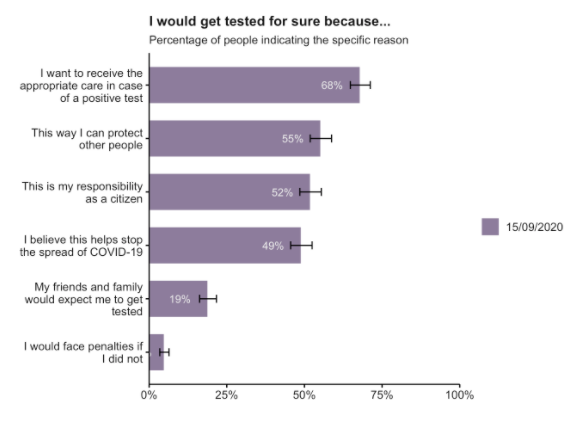 I would get tested for sure because...
Percentage of people indicating the specific reason
I want to receive the
appropriate care in case
of a positive test
68%
This way I can protect
other people
55%
This is my responsibility
as a citizen
52%
I believe this helps stop
the spread of COVID-19
49%
My friends and family
would expect me to get
tested
19%
I would face penalties if
I did not
0% 25% 50% 75% 100%
15/09/2020